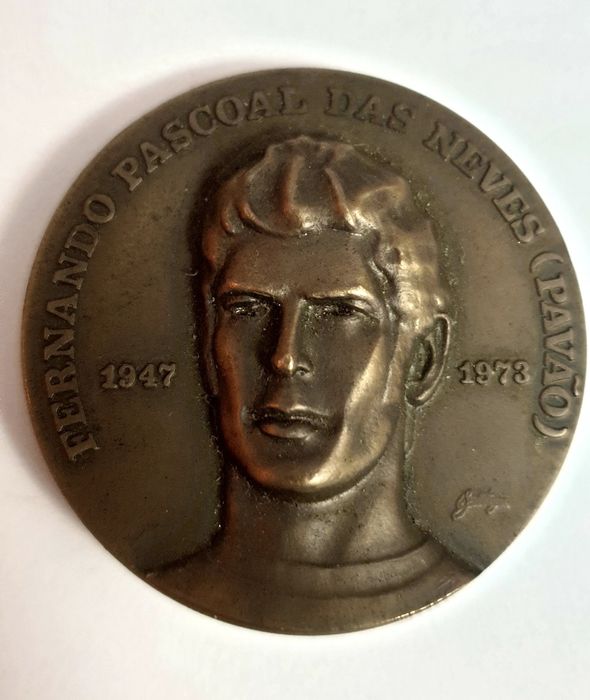 FERNANDO PASCOAL DAS NEVES (PAVÃO)
1947 1973